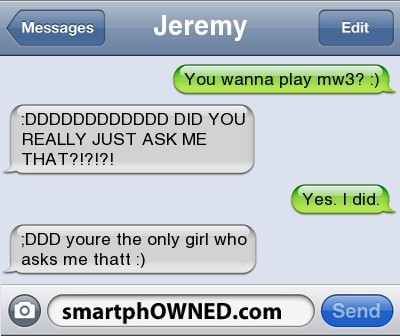 Messages Jeremy Edit
You wanna play mw3? :)
:DDDDDDDDDDDD DID YOU
REALLY JUST ASK ME
THAT?!?!?!
Yes. I did.
;DDD youre the only girl who
asks me thatt :)
smartphOWNED.com Send